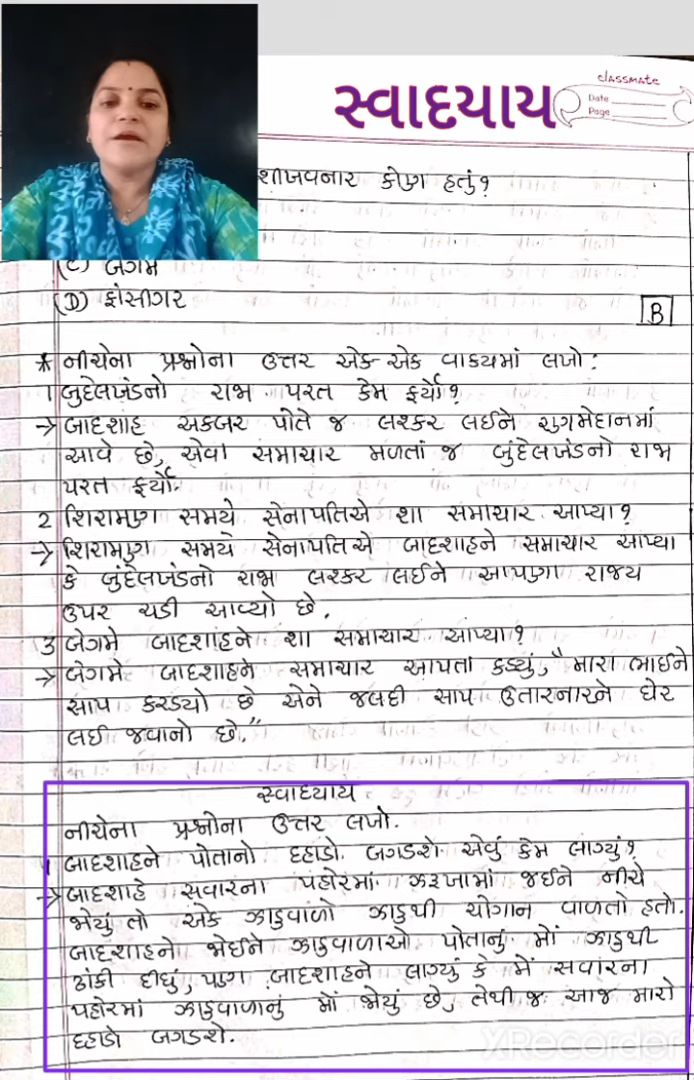 સ્વાદયાય
classmate
Date
Page
કોણ હતું?
(C) બેગમ
(D) ફાંસીગર
B
* નીચેના પ્રશ્નોના ઉત્તર એક-એક વાક્યમાં લખો:
1 બુંદેલખંડનો રાજા પરત કેમ ફર્યો?
→ બાદશાહ અકબર પોતે જ લશ્કર લઈને રણમેદાનમાં
આવે છે, એવા સમાચાર મળતાં જ બુંદેલખંડનો રાજા
પરત ફર્યો.
2 શિરામણ સમયે સેનાપતિએ શા સમાચાર આપ્યા?
→ શિરામણ સમયે સેનાપતિએ બાદશાહને સમાચાર આપ્યા
કે બુંદેલખંડનો રાજા લશ્કર લઈને આપણા રાજ્ય
ઉપર ચડી આવ્યો છે.
3 બેગમે બાદશાહને શા સમાચાર આપ્યા?
→ બેગમે બાદશાહને સમાચાર આપતા કહ્યું, "મારા ભાઈને
સાપ કરડ્યો છે એને જલદી સાપ ઉતારનારને ઘેર
લઈ જવાનો છે."
સ્વાધ્યાય
નીચેના પ્રશ્નોના ઉત્તર લખો.
1 બાદશાહને પોતાનો દહાડો બગડશે એવું કેમ લાગ્યું?
→ બાદશાહે સવારના પહોરમાં ઝરૂખામાં જઈને નીચે
જોયું તો એક ઝાડુવાળો ઝાડુથી ચોગાન વાળતો હતો.
બાદશાહને જોઈને ઝાડુવાળાએ પોતાનું મોં ઝાડુથી
ઢાંકી દીધું, પણ બાદશાહને લાગ્યું કે મેં સવારના
પહોરમાં ઝાડુવાળાનું મોં જોયું છે, તેથી જ આજ મારો
દહાડો બગડશે.
XRecorder